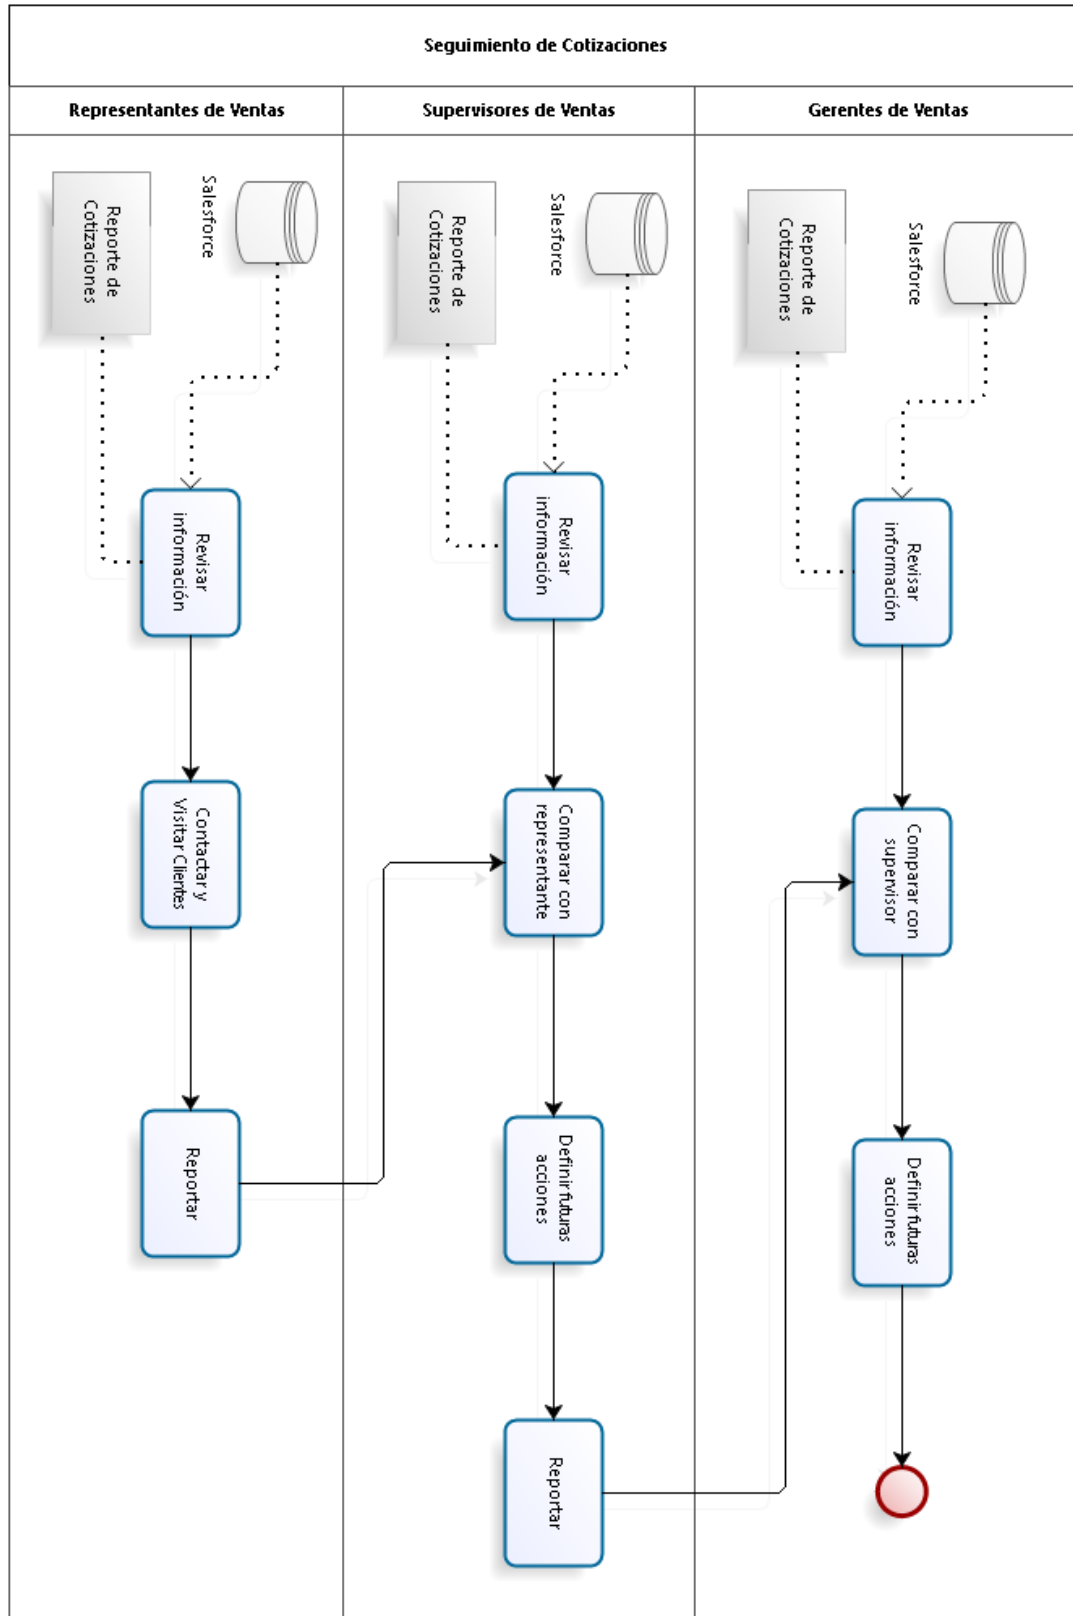 Seguimiento de Cotizaciones
Representantes de Ventas
Supervisores de Ventas
Gerentes de Ventas
Reporte de
Cotizaciones
Salesforce
Revisar
información
Contactar y
Visitar Clientes
Reportar
Reporte de
Cotizaciones
Salesforce
Revisar
información
Comparar con
representante
Definir futuras
acciones
Reportar
Reporte de
Cotizaciones
Salesforce
Revisar
información
Comparar con
supervisor
Definir futuras
acciones